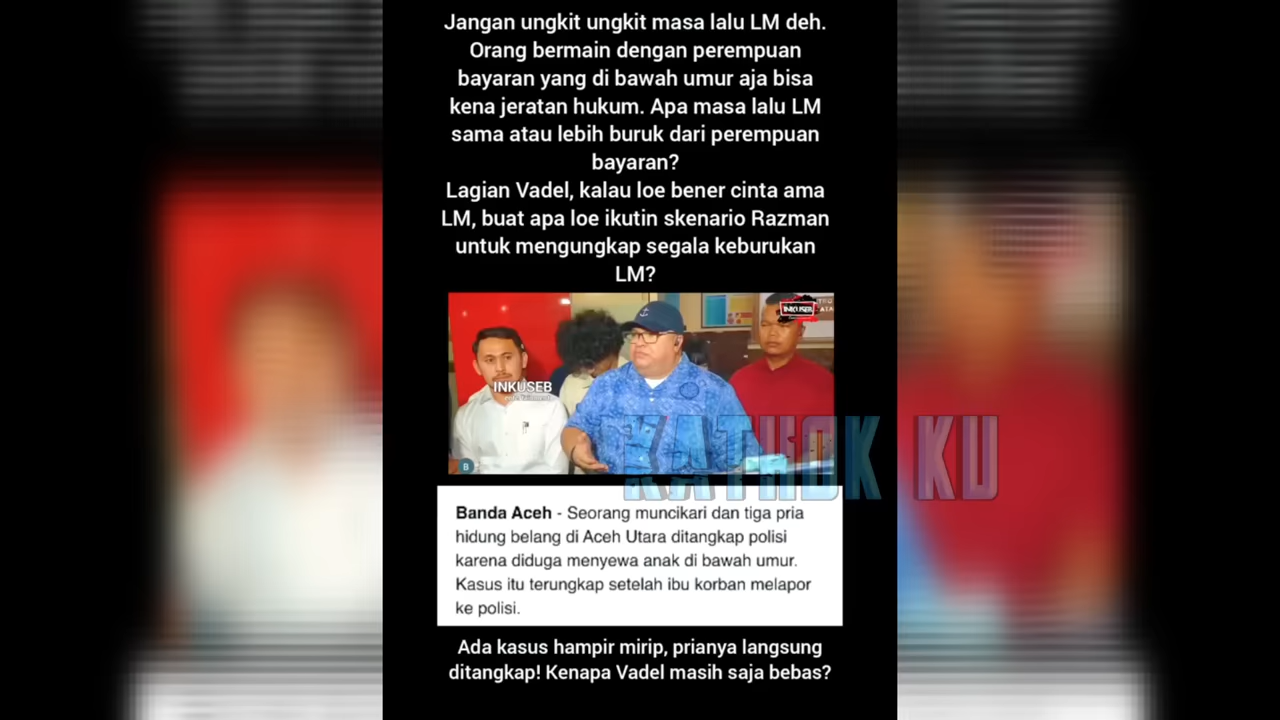 Jangan ungkit ungkit masa lalu LM deh.
Orang bermain dengan perempuan
bayaran yang di bawah umur aja bisa
kena jeratan hukum. Apa masa lalu LM
sama atau lebih buruk dari perempuan
bayaran?
Lagian Vadel, kalau loe bener cinta ama
LM, buat apa loe ikutin skenario Razman
untuk mengungkap segala keburukan
LM?
INKUSEB
B
KATHOK KU
Banda Aceh - Seorang muncikari dan tiga pria
hidung belang di Aceh Utara ditangkap polisi
karena diduga menyewa anak di bawah umur.
Kasus itu terungkap setelah ibu korban melapor
ke polisi.
Ada kasus hampir mirip, prianya langsung
ditangkap! Kenapa Vadel masih saja bebas?